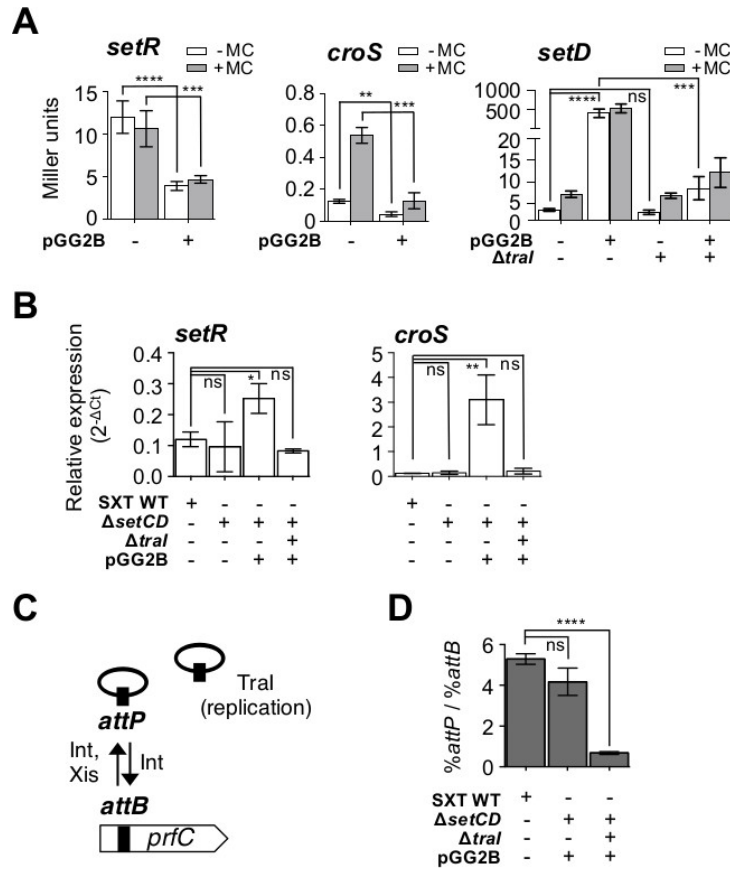 A
setR
- MC
+MC
Miller units
15
10
5
0
****
***
pGG2B - +
croS
- MC
+MC
0.8
0.6
0.4
0.2
0
**
***
pGG2B - +
setD
- MC
+MC
1000
500
20
15
10
5
0
****
ns
***
pGG2B - + - +
ΔtraI - - + +
B
setR
Relative expression
(2-ΔCt)
0.4
0.3
0.2
0.1
0.0
ns
*
ns
croS
5
4
3
2
1
0
ns
**
ns
SXT WT + - - - + - - -
ΔsetCD - + + + - + + +
ΔtraI - - - + - - - +
pGG2B - - + + - - + +
C
TraI
(replication)
attP
Int,
Xis
Int
attB
prfC
D
%attP / %attB
6
4
2
0
****
ns
SXT WT + - -
ΔsetCD - + +
ΔtraI - - +
pGG2B - + +